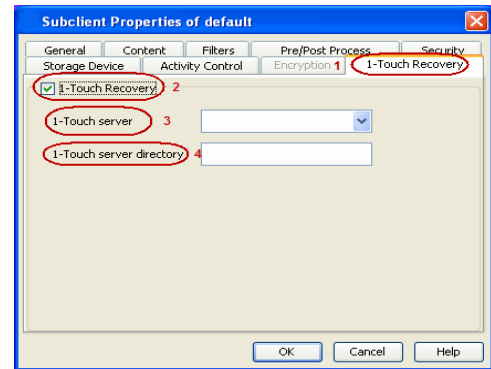 Subclient Properties of default
General Content Filters Pre/Post Process Security
Storage Device Activity Control Encryption 1 1-Touch Recovery
1-Touch Recovery 2
1-Touch server 3
1-Touch server directory 4
OK Cancel Help